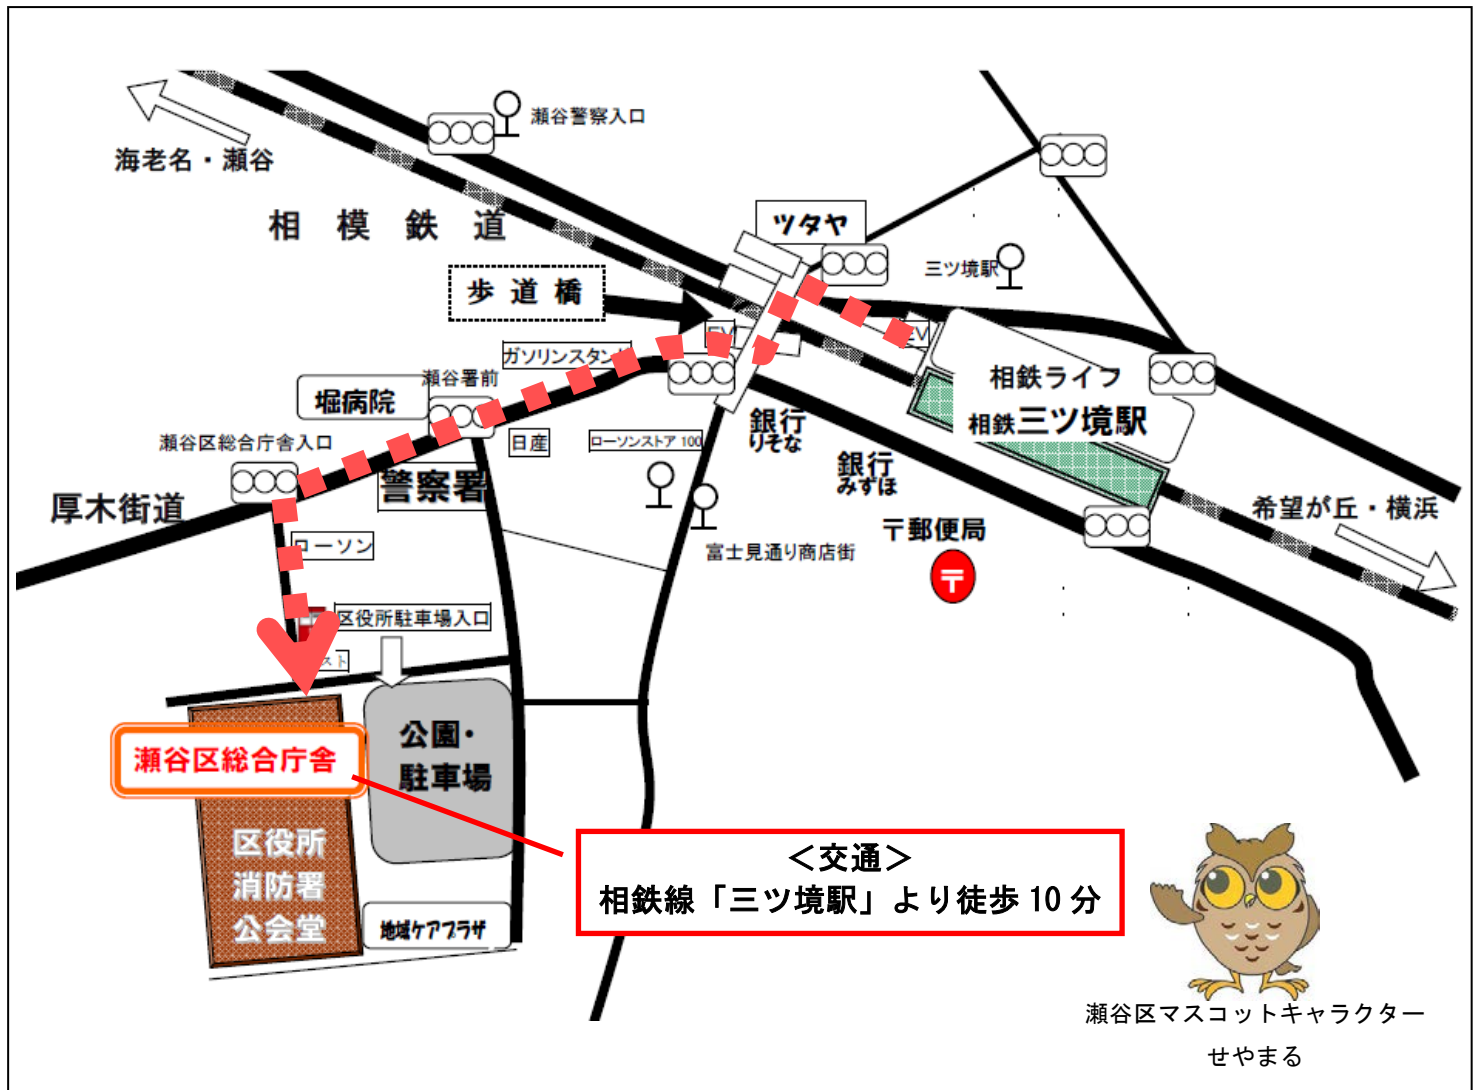 瀬谷警察入口
海老名・瀬谷
相模鉄道
ツタヤ
三ツ境駅
歩道橋
EV
EV
ガソリンスタンド
瀬谷署前
堀病院
相鉄ライフ
相鉄三ツ境駅
瀬谷区総合庁舎入口
日産
ローソンストア100
銀行
りそな
銀行
みずほ
警察署
厚木街道
希望が丘・横浜
〒郵便局
〒
富士見通り商店街
ローソン
区役所駐車場入口
瀬谷区総合庁舎
公園・
駐車場
区役所
消防署
公会堂
地域ケアプラザ
<交通>
相鉄線「三ツ境駅」より徒歩10分
瀬谷区マスコットキャラクター
せやまる